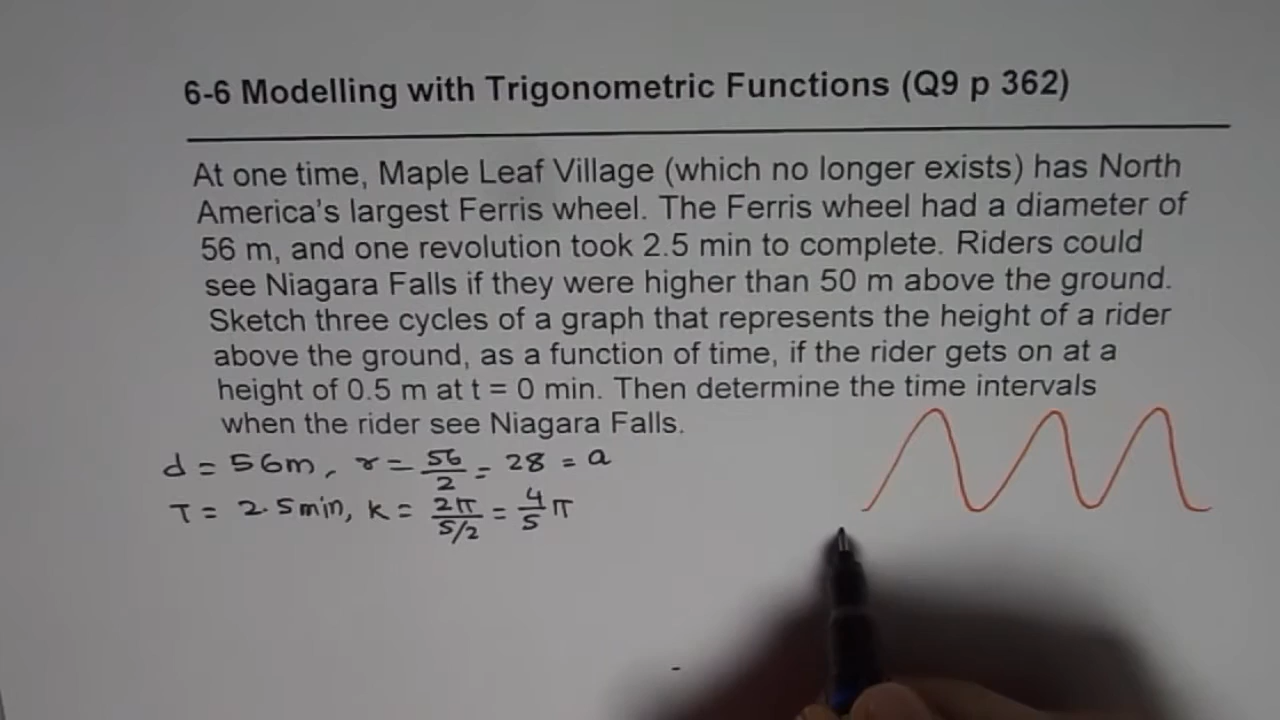 6-6 Modelling with Trigonometric Functions (Q9 p 362)
At one time, Maple Leaf Village (which no longer exists) has North
America's largest Ferris wheel. The Ferris wheel had a diameter of
56 m, and one revolution took 2.5 min to complete. Riders could
see Niagara Falls if they were higher than 50 m above the ground.
Sketch three cycles of a graph that represents the height of a rider
above the ground, as a function of time, if the rider gets on at a
height of 0.5 m at t = 0 min. Then determine the time intervals
when the rider see Niagara Falls.
d = 56m, r = 56/2 = 28 = a
T = 2.5min, k = 2π/5/2 = 4/5 π